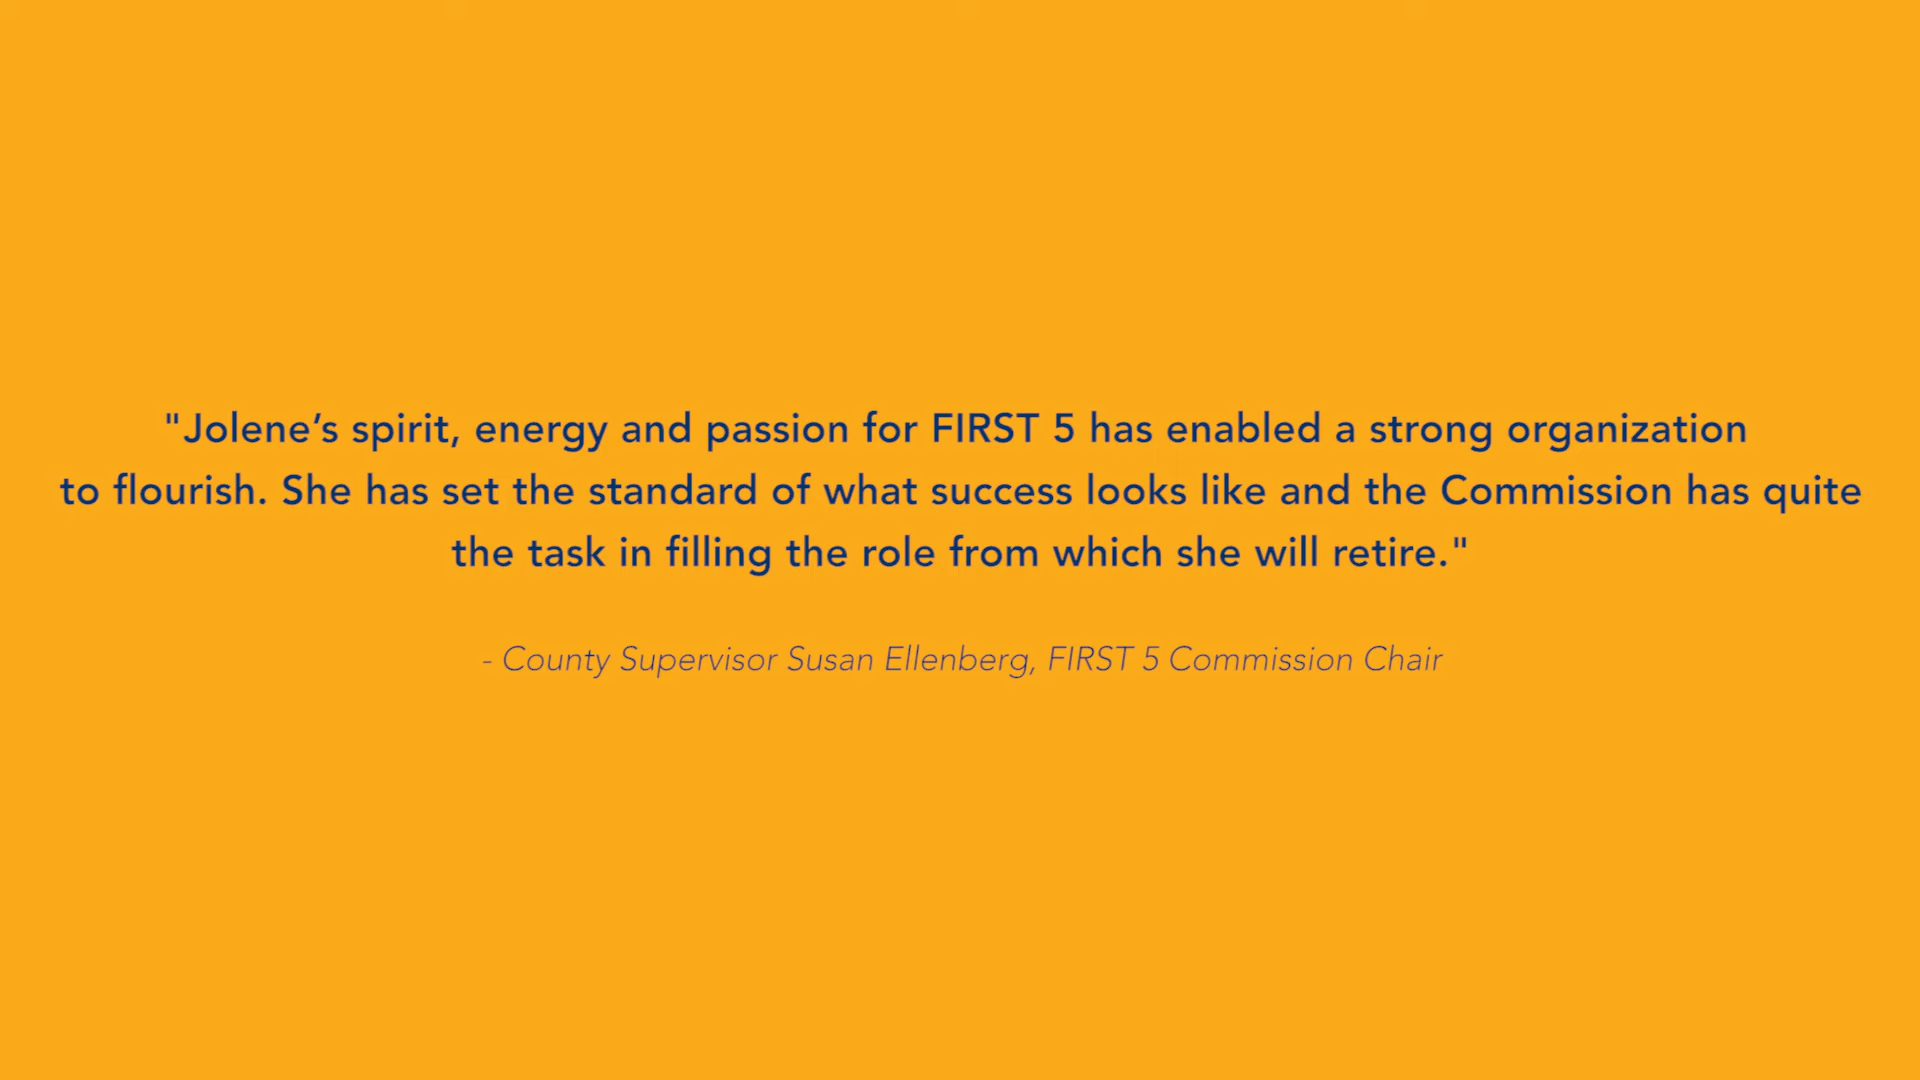 "Jolene’s spirit, energy and passion for FIRST 5 has enabled a strong organization
to flourish. She has set the standard of what success looks like and the Commission has quite
the task in filling the role from which she will retire."
- County Supervisor Susan Ellenberg, FIRST 5 Commission Chair